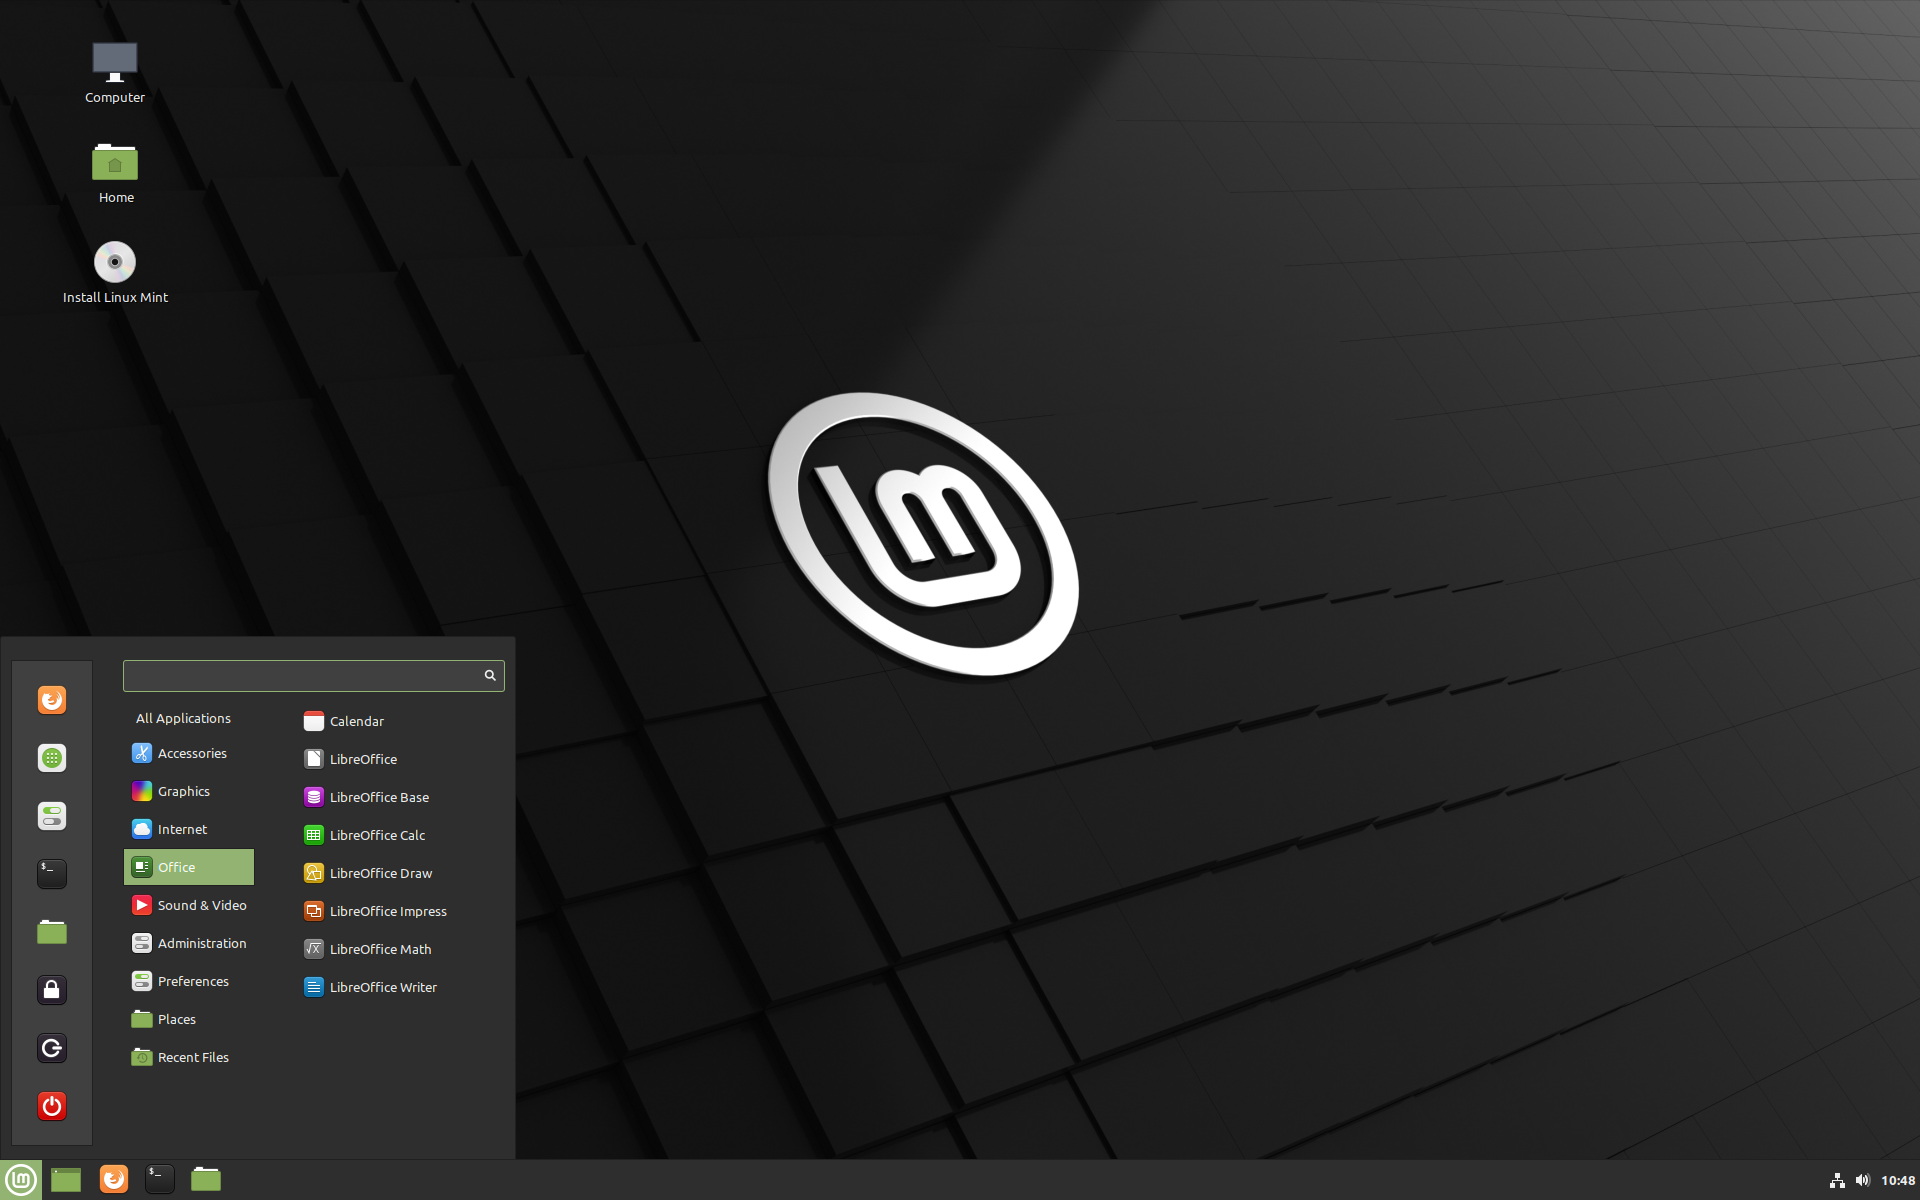 Computer
Home
Install Linux Mint
All Applications
Accessories
Graphics
Internet
Office
Sound & Video
Administration
Preferences
Places
Recent Files
Calendar
LibreOffice
LibreOffice Base
LibreOffice Calc
LibreOffice Draw
LibreOffice Impress
LibreOffice Math
LibreOffice Writer
$_
$_
10:48